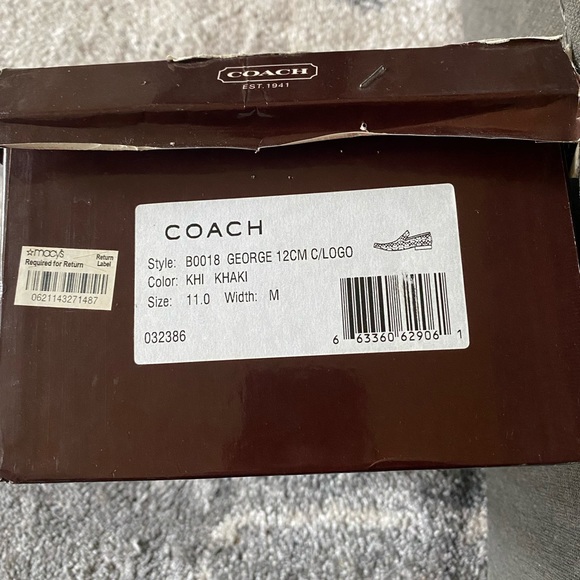 COACH
EST. 1941
COACH
Style: B0018 GEORGE 12CM C/LOGO
Color: KHI KHAKI
Size: 11.0 Width: M
032386
6 63360 62906 1
macy's Return
Required for Return Label
0621143271487